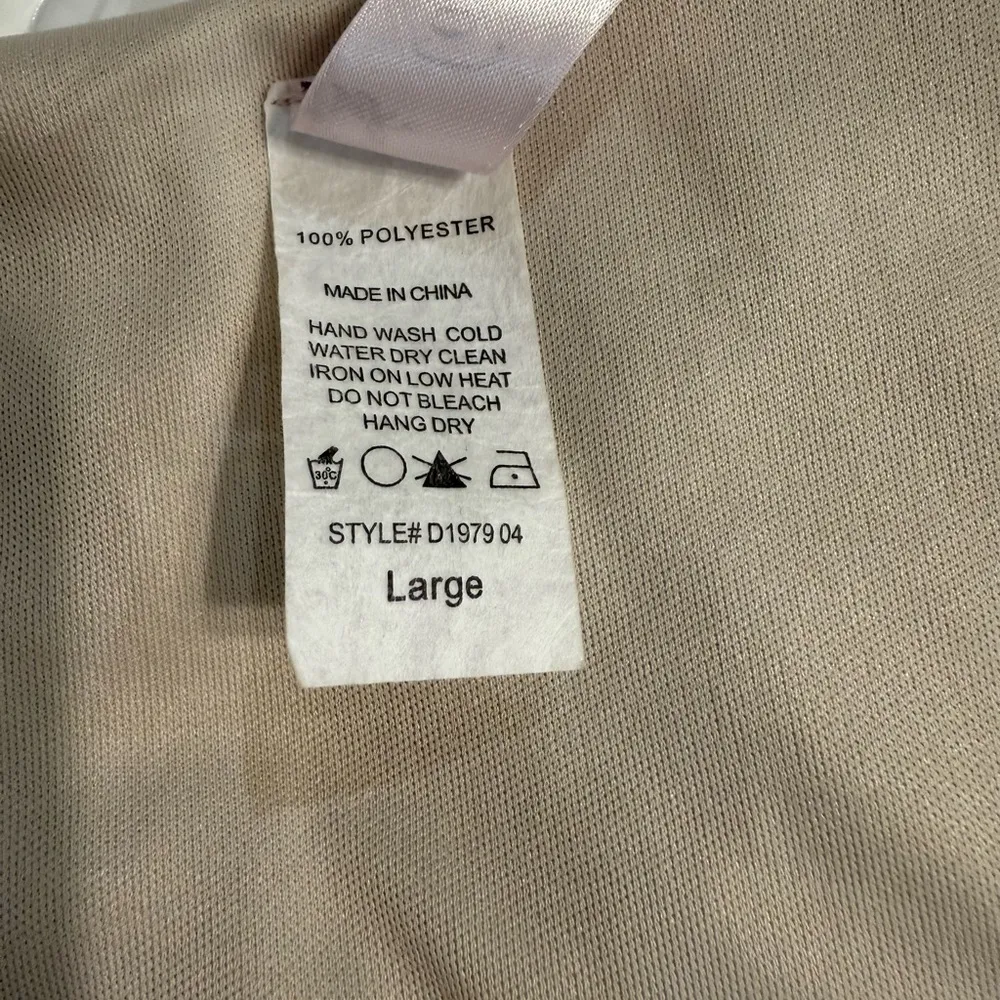 100% POLYESTER
MADE IN CHINA
HAND WASH COLD
WATER DRY CLEAN
IRON ON LOW HEAT
DO NOT BLEACH
HANG DRY
30°C
STYLE# D1979 04
Large